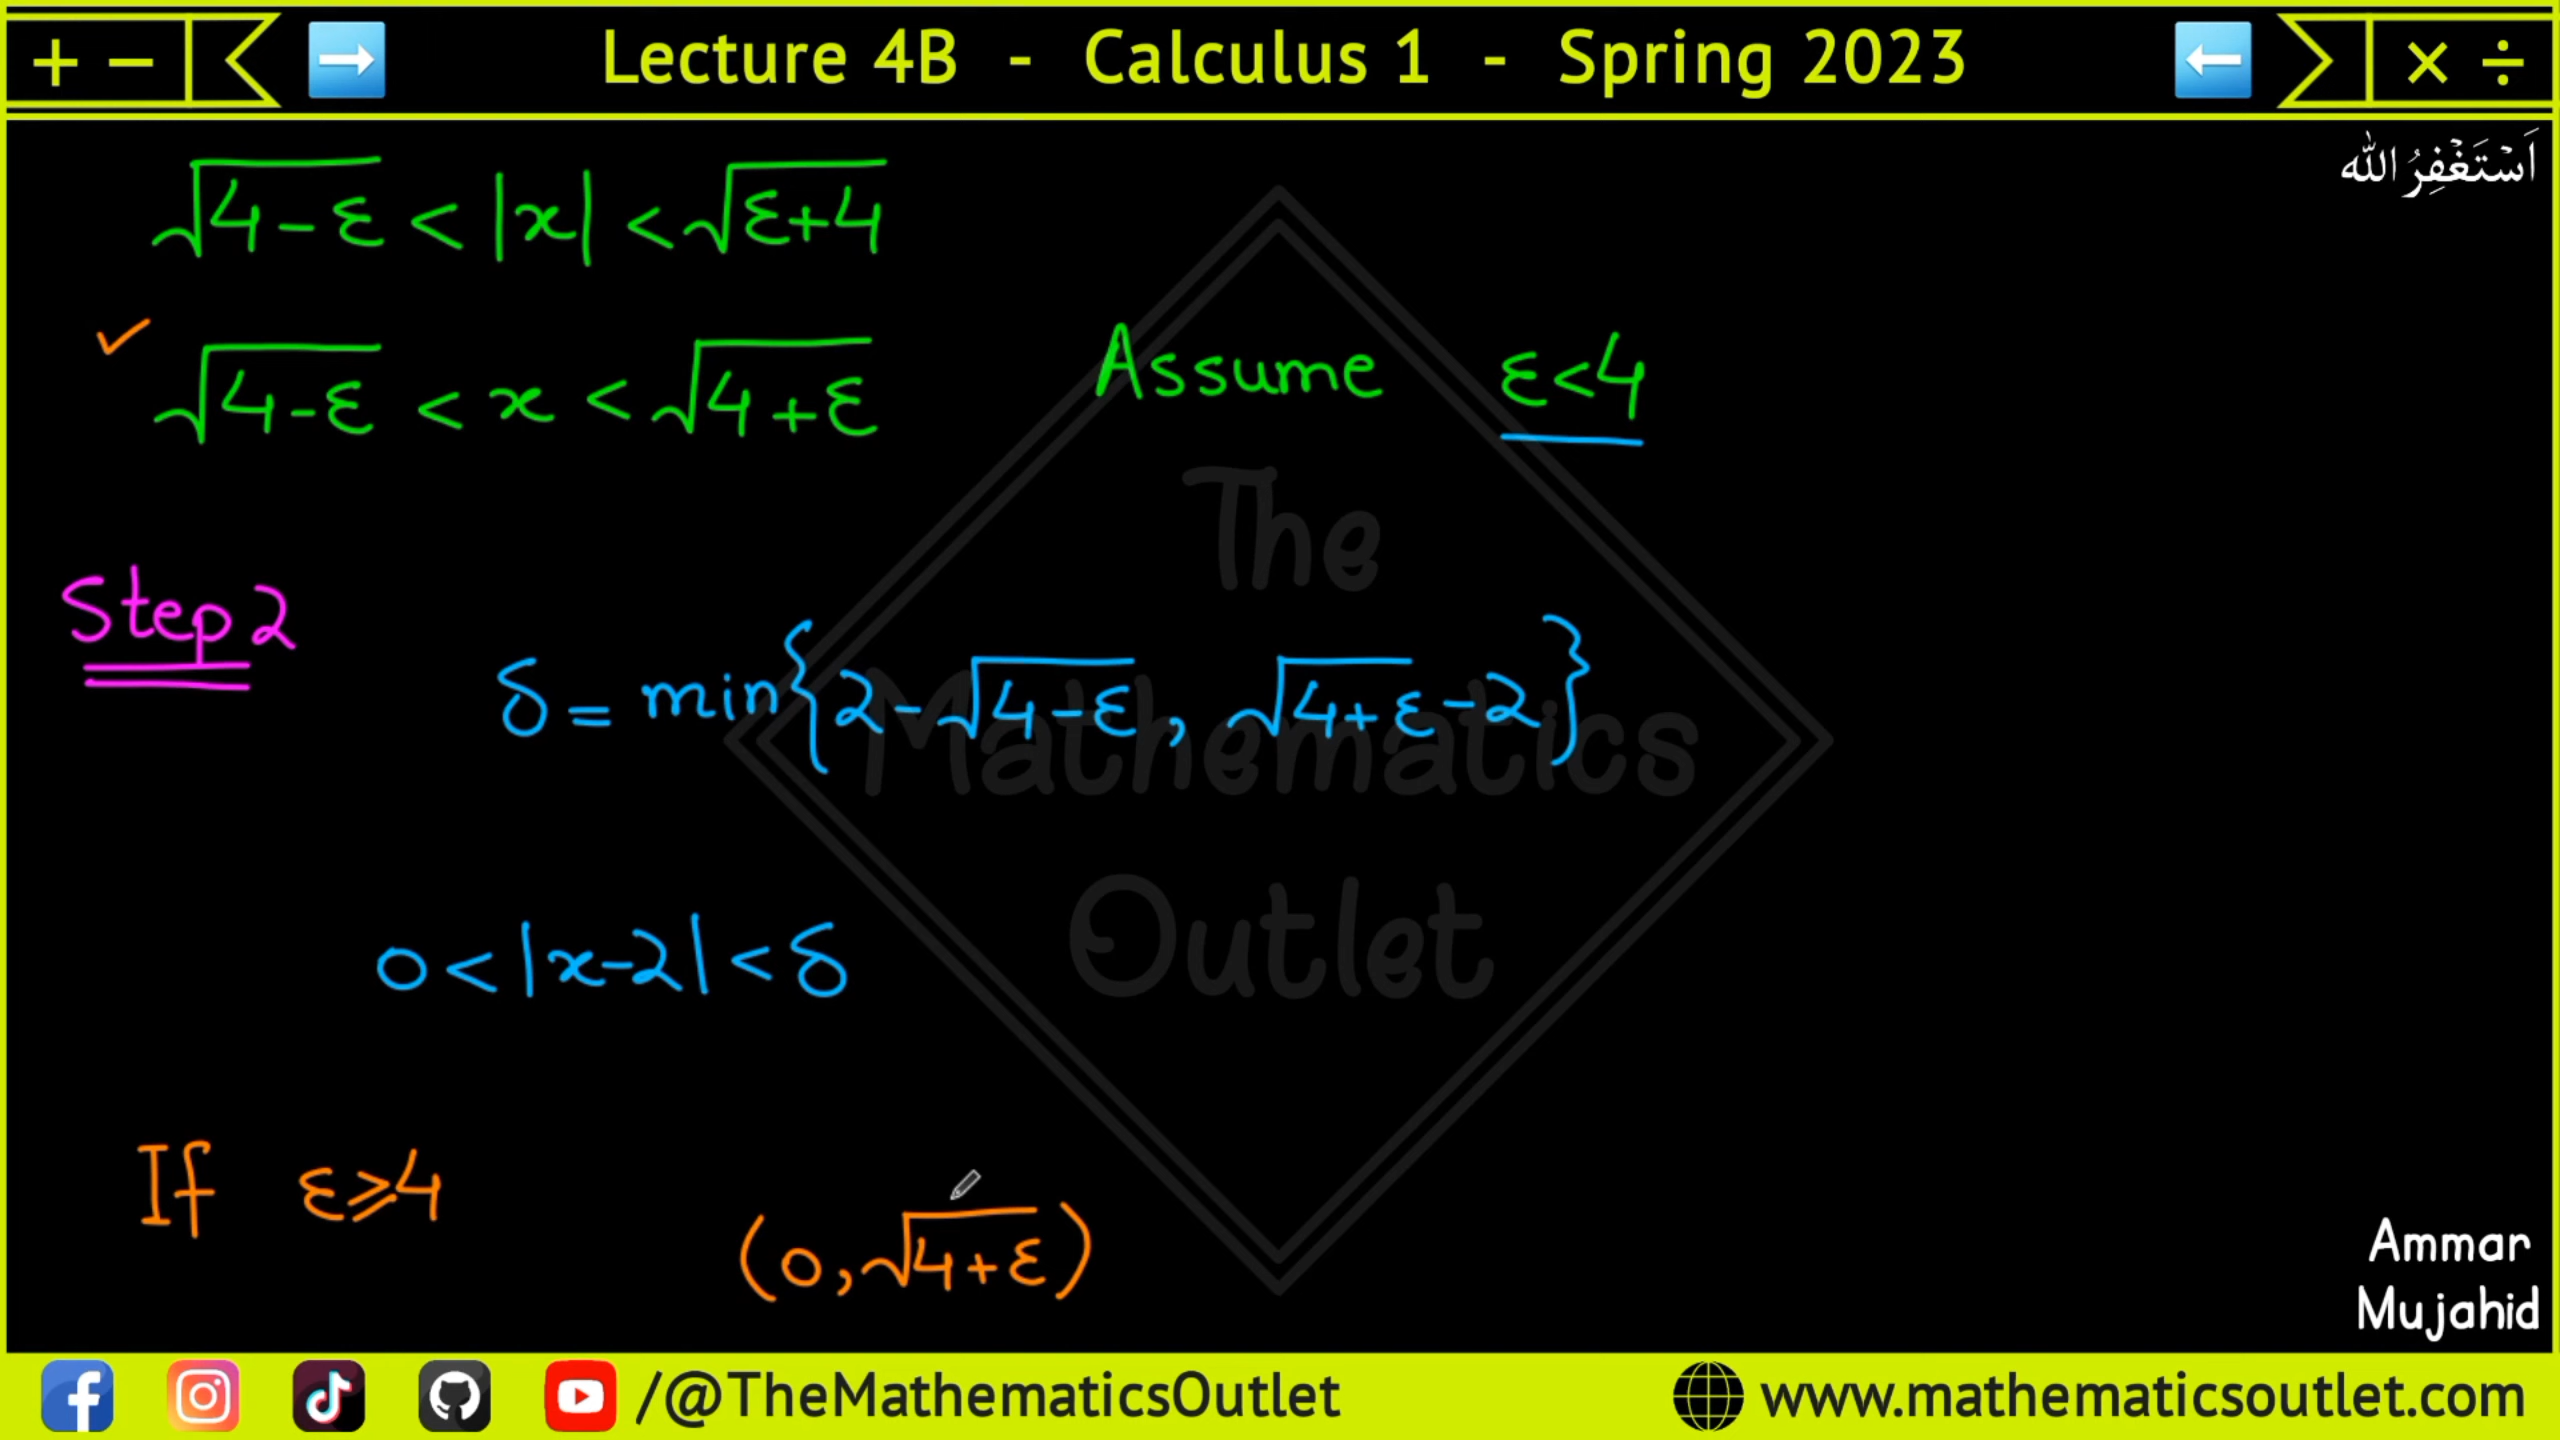 + − Lecture 4B - Calculus 1 - Spring 2023 × ÷
اَسْتَغْفِرُ اللّٰه
√(4-ε) < |x| < √(ε+4)
✓ √(4-ε) < x < √(4+ε) Assume ε<4
The
Mathematics
Outlet
Step 2
δ = min{2-√(4-ε), √(4+ε)-2}
0 < |x-2| < δ
If ε⩾4 (0, √(4+ε))
Ammar
Mujahid
/@TheMathematicsOutlet www.mathematicsoutlet.com